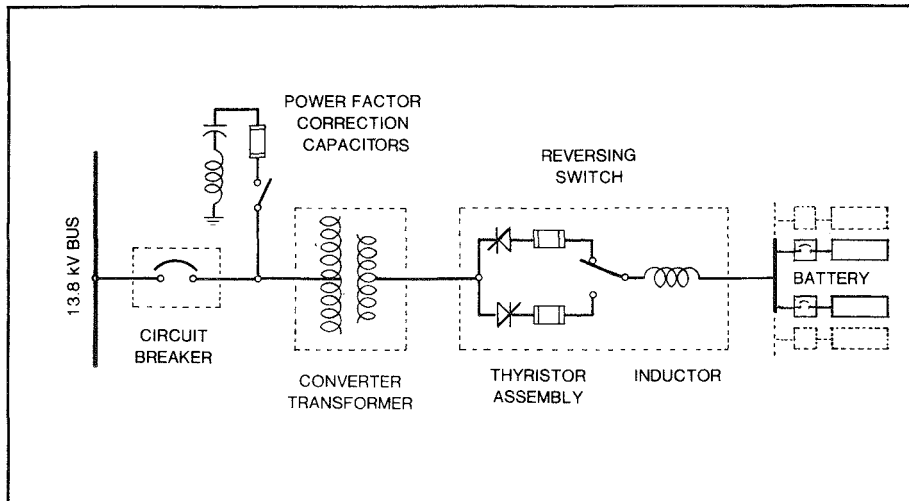 POWER FACTOR
CORRECTION
CAPACITORS
REVERSING
SWITCH
13.8 kV BUS
BATTERY
CIRCUIT
BREAKER
CONVERTER
TRANSFORMER
THYRISTOR
ASSEMBLY
INDUCTOR